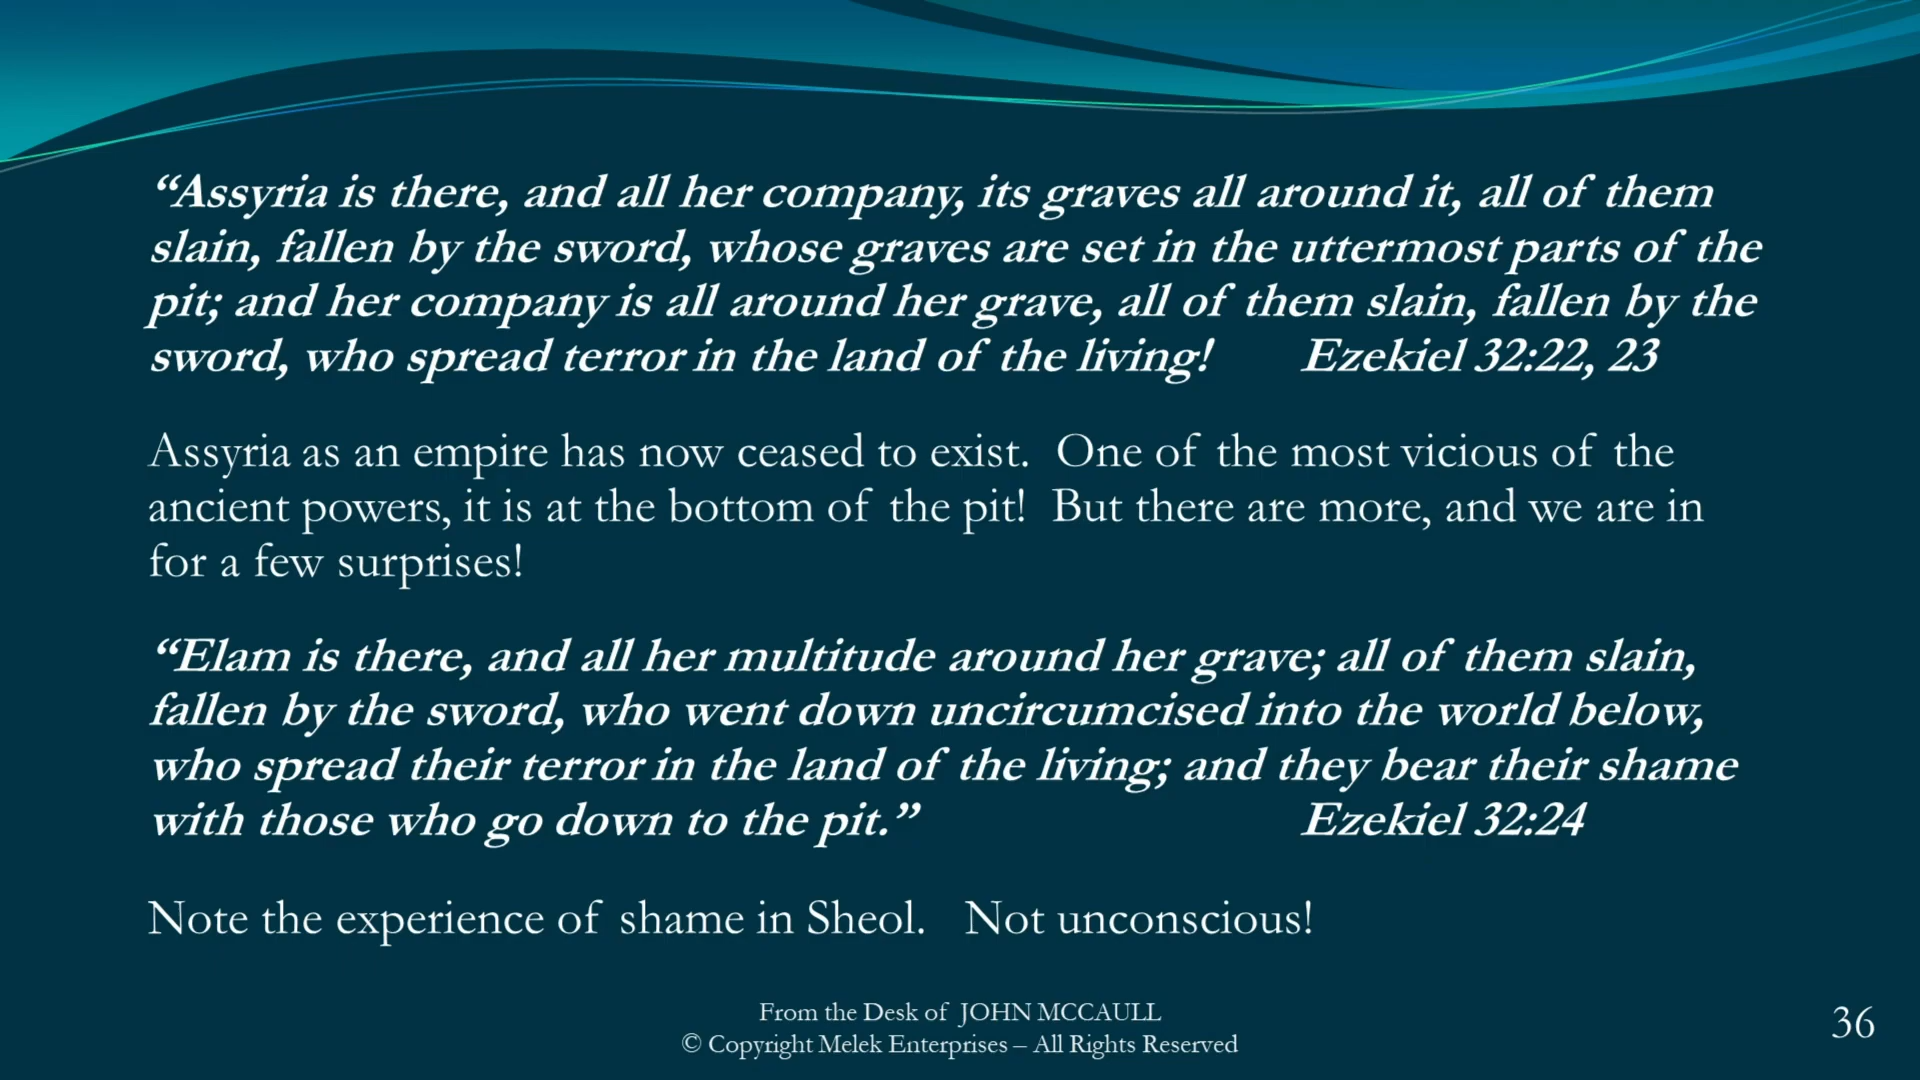 “Assyria is there, and all her company, its graves all around it, all of them
slain, fallen by the sword, whose graves are set in the uttermost parts of the
pit; and her company is all around her grave, all of them slain, fallen by the
sword, who spread terror in the land of the living! Ezekiel 32:22, 23
Assyria as an empire has now ceased to exist. One of the most vicious of the
ancient powers, it is at the bottom of the pit! But there are more, and we are in
for a few surprises!
“Elam is there, and all her multitude around her grave; all of them slain,
fallen by the sword, who went down uncircumcised into the world below,
who spread their terror in the land of the living; and they bear their shame
with those who go down to the pit.” Ezekiel 32:24
Note the experience of shame in Sheol. Not unconscious!
From the Desk of JOHN MCCAULL
© Copyright Melek Enterprises – All Rights Reserved
36